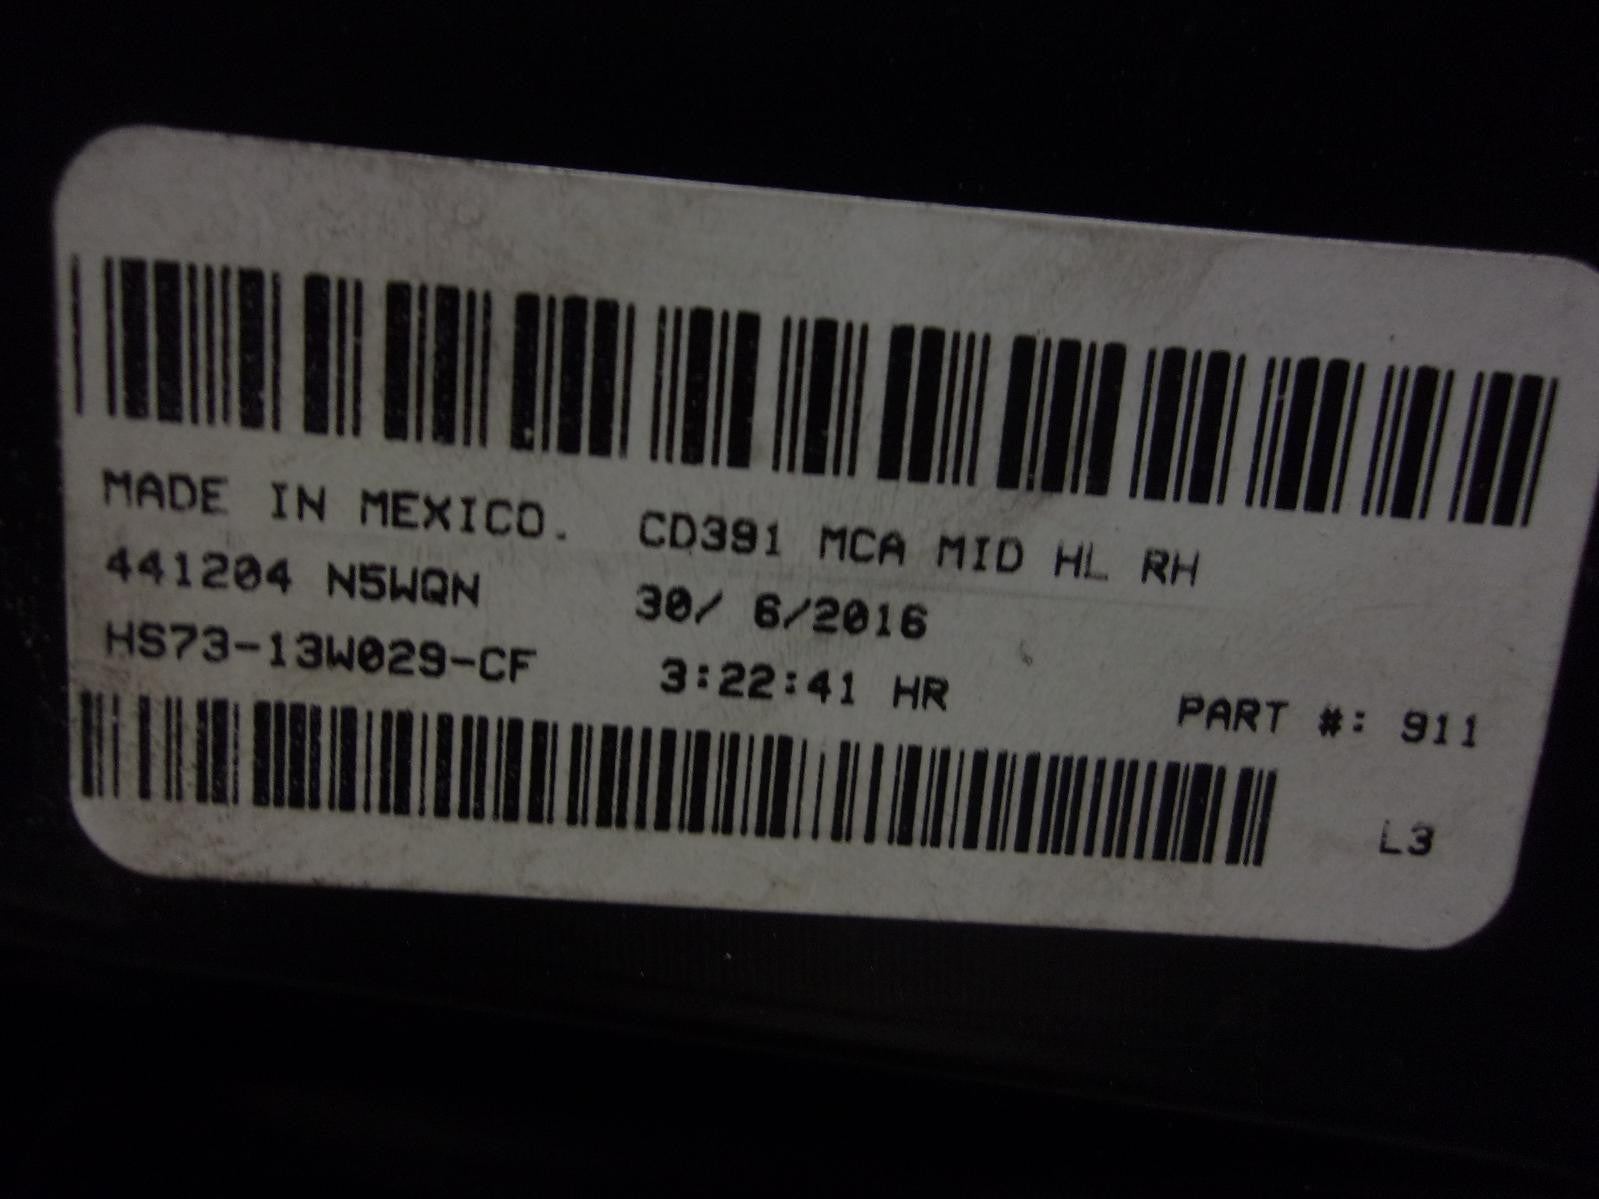 MADE IN MEXICO. CD391 MCA MID HL RH
441204 N5WQN 30/ 6/2016
HS73-13W029-CF 3:22:41 HR PART #: 911
L3